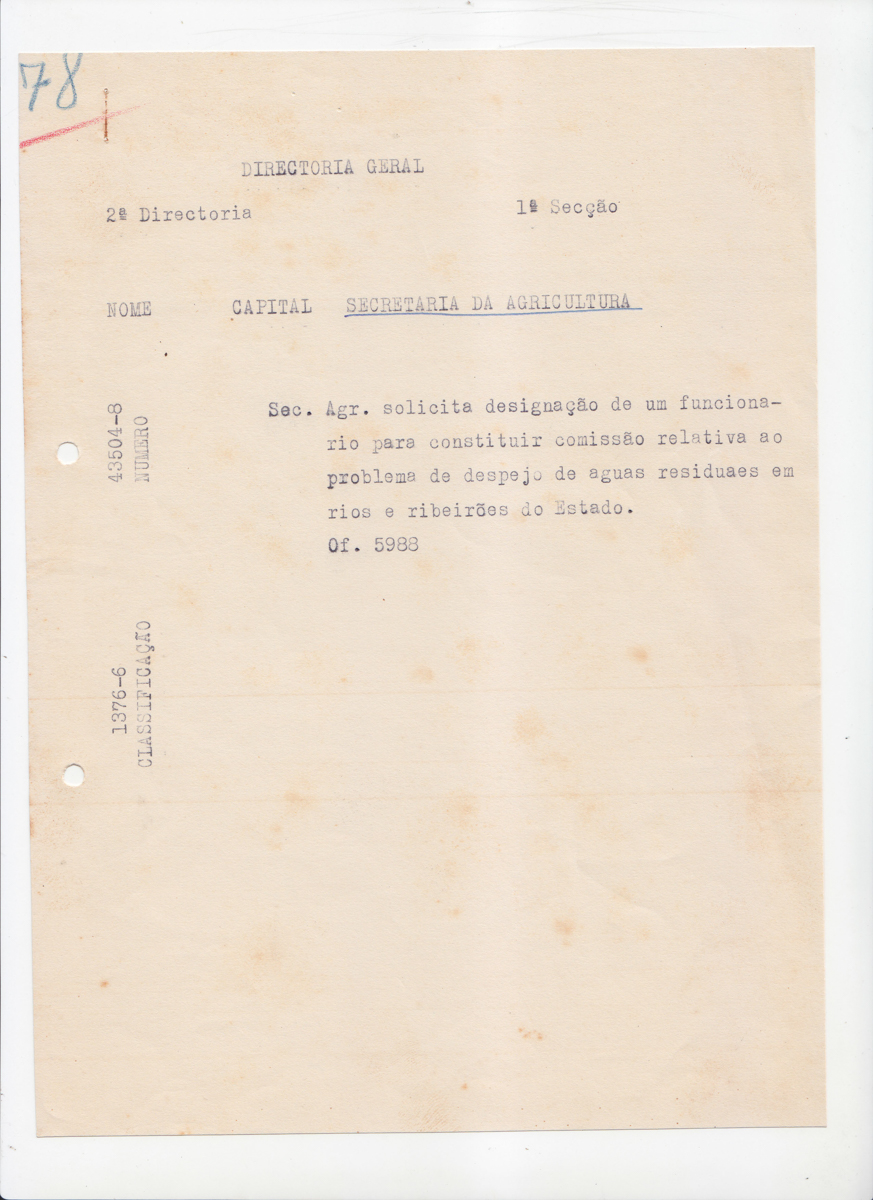 78
DIRECTORIA GERAL
2ª Directoria 1ª Secção
NOME CAPITAL SECRETARIA DA AGRICULTURA
43504-8
NUMERO
Sec. Agr. solicita designação de um funciona-
rio para constituir comissão relativa ao
problema de despejo de aguas residuaes em
rios e ribeirões do Estado.
Of. 5988
1376-6
CLASSIFICAÇÃO